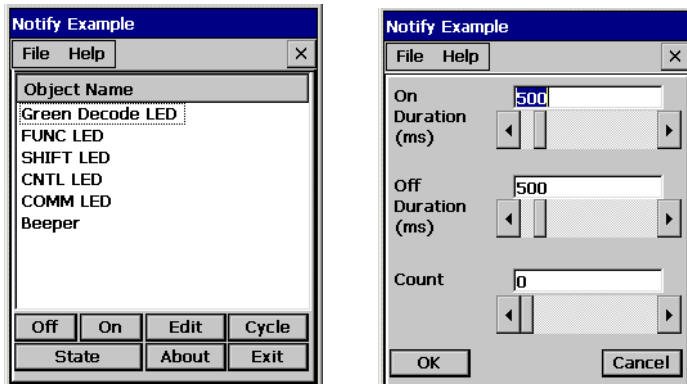 Notify Example
File Help ×
Object Name
Green Decode LED
FUNC LED
SHIFT LED
CNTL LED
COMM LED
Beeper
Off On Edit Cycle
State About Exit
Notify Example
File Help ×
On
Duration
(ms)
500
Off
Duration
(ms)
500
Count
0
OK Cancel